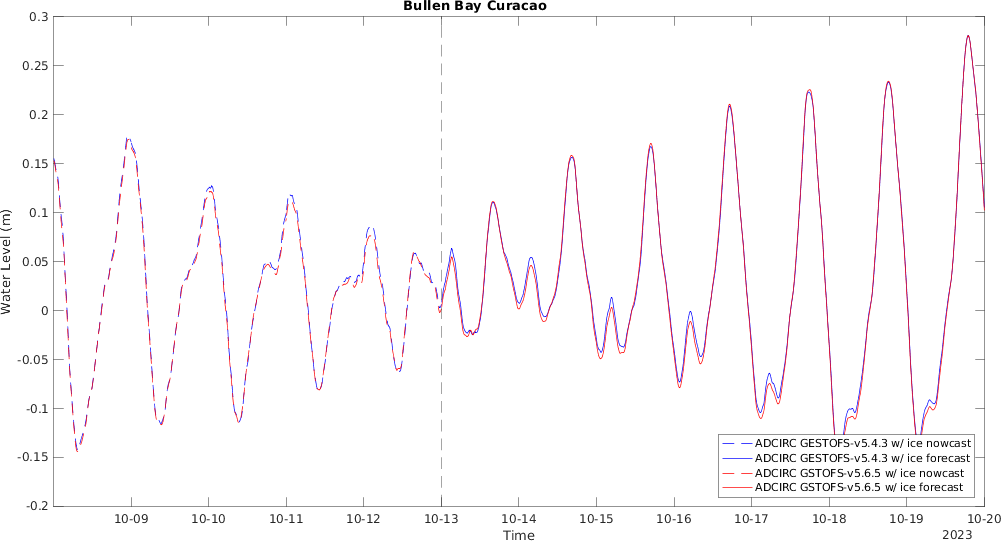 Bullen Bay Curacao
0.3
0.25
0.2
0.15
0.1
0.05
0
-0.05
-0.1
-0.15
-0.2
Water Level (m)
ADCIRC GESTOFS-v5.4.3 w/ ice nowcast
ADCIRC GESTOFS-v5.4.3 w/ ice forecast
ADCIRC GSTOFS-v5.6.5 w/ ice nowcast
ADCIRC GSTOFS-v5.6.5 w/ ice forecast
10-09 10-10 10-11 10-12 10-13 10-14 10-15 10-16 10-17 10-18 10-19 10-20
Time
2023